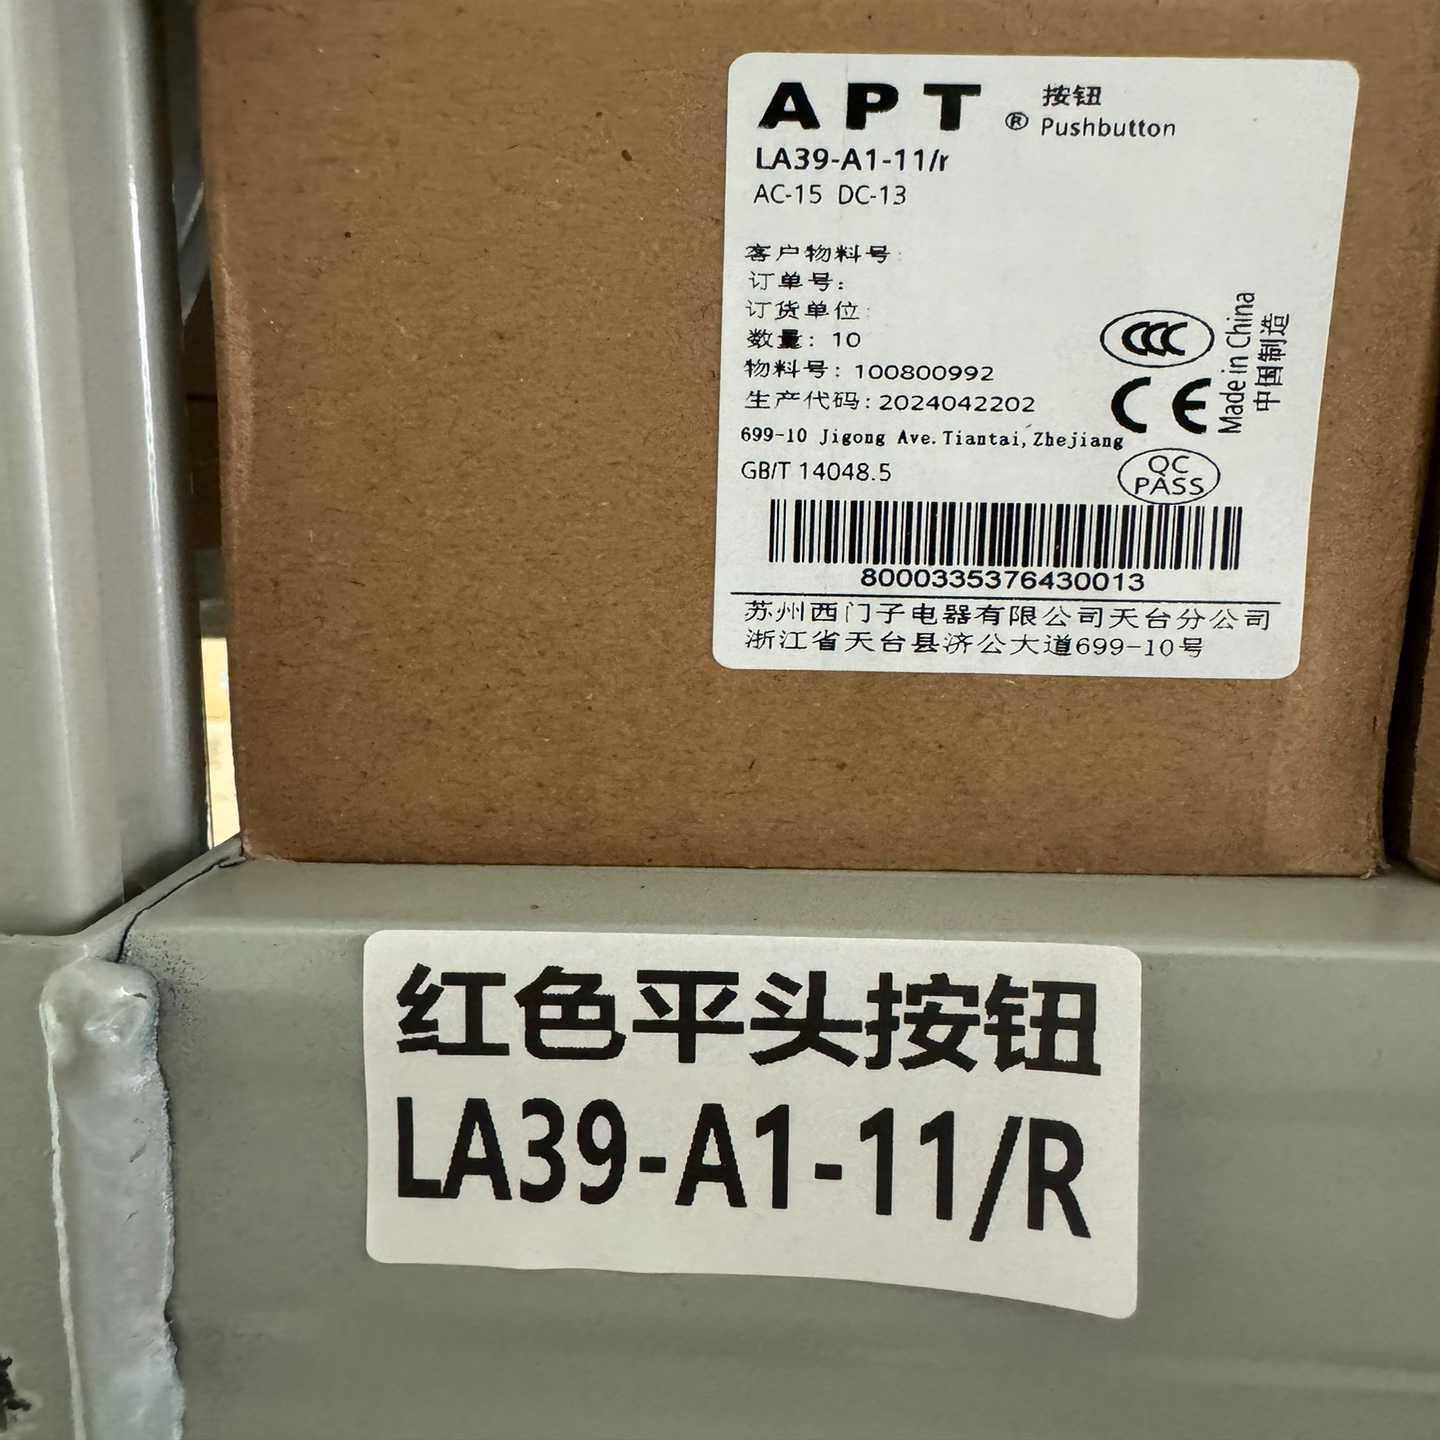 APT® 按钮
Pushbutton
LA39-A1-11/r
AC-15 DC-13
客户物料号:
订单号:
订货单位:
数量: 10
物料号: 100800992
生产代码: 2024042202
699-10 Jigong Ave.Tiantai,Zhejiang
GB/T 14048.5
CCC
CE
Made in China
中国制造
QC
PASS
8000335376430013
苏州西门子电器有限公司天台分公司
浙江省天台县济公大道699-10号
红色平头按钮
LA39-A1-11/R